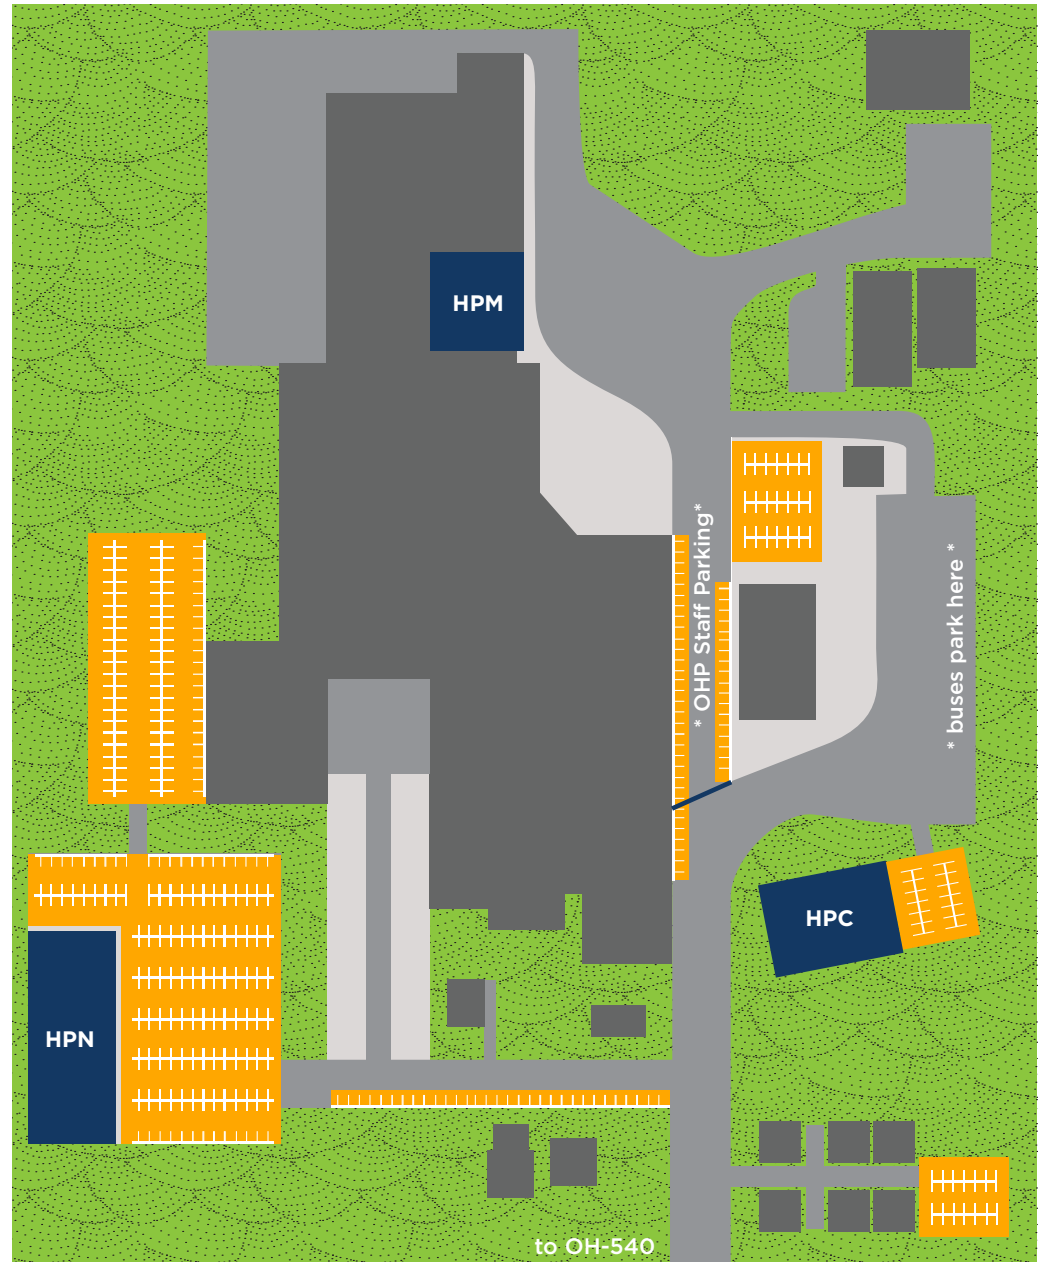 HPM
* OHP Staff Parking*
* buses park here *
HPC
HPN
to OH-540